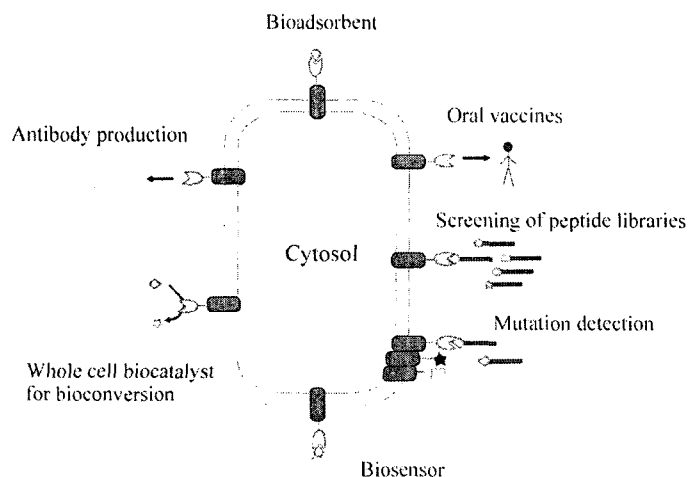 Bioadsorbent
Antibody production
Oral vaccines
Screening of peptide libraries
Cytosol
Mutation detection
Whole cell biocatalyst
for bioconversion
Biosensor